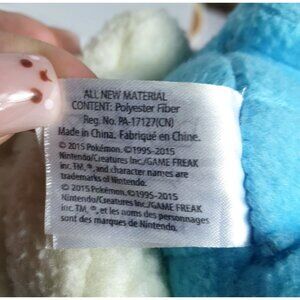 ALL NEW MATERIAL
CONTENT: Polyester Fiber
Reg. No. PA-17127(CN)
Made in China. Fabriqué en Chine.
© 2015 Pokémon. ©1995-2015
Nintendo/Creatures Inc./GAME FREAK
inc. TM, ®, and character names are
trademarks of Nintendo.
© 2015 Pokémon. ©1995-2015
Nintendo/Creatures Inc./GAME FREAK
inc. TM, ®, et les noms des personnages
sont des marques de Nintendo.